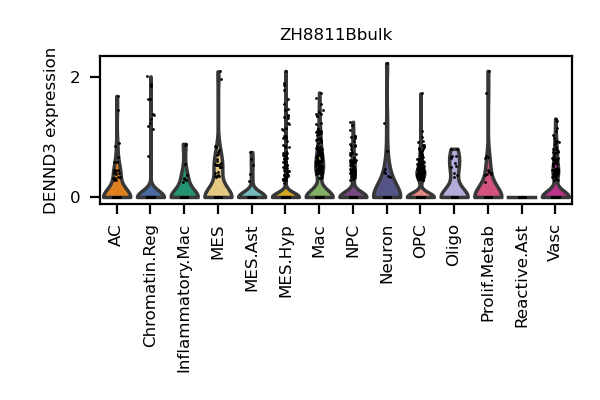 ZH8811Bbulk
DENND3 expression
2
0
AC
Chromatin.Reg
Inflammatory.Mac
MES
MES.Ast
MES.Hyp
Mac
NPC
Neuron
OPC
Oligo
Prolif.Metab
Reactive.Ast
Vasc